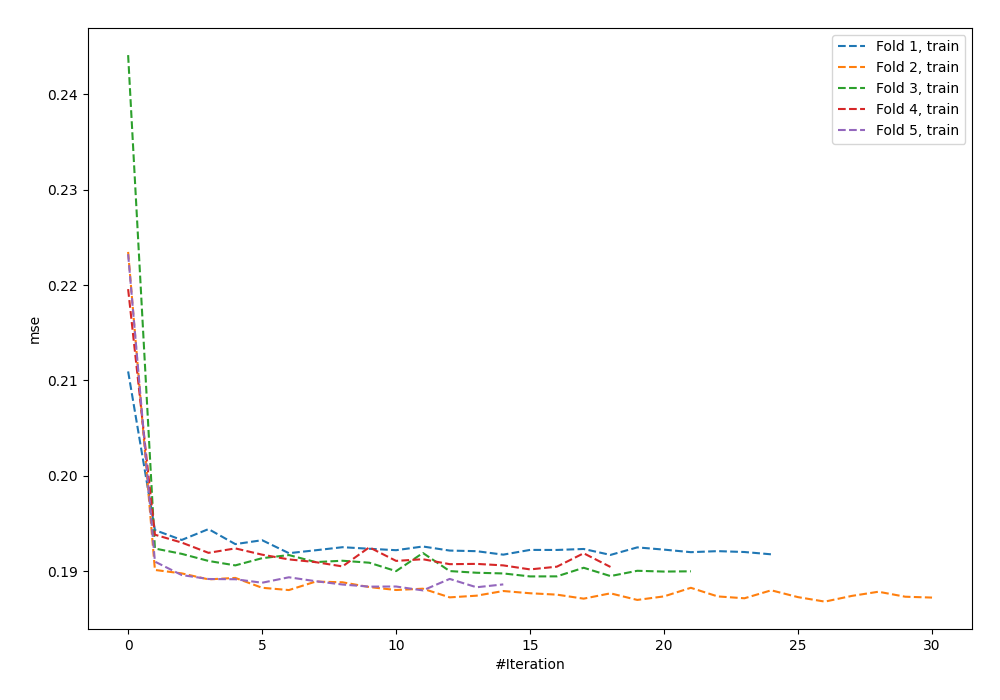 Fold 1, train
Fold 2, train
Fold 3, train
Fold 4, train
Fold 5, train
0.24
0.23
0.22
0.21
0.20
0.19
mse
0 5 10 15 20 25 30
#Iteration